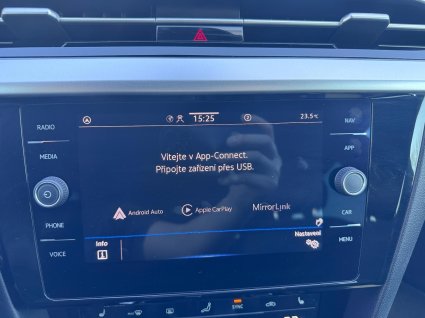 RADIO
MEDIA
PHONE
VOICE
15:25
23.5°C
Vítejte v App-Connect.
Připojte zařízení přes USB.
Android Auto
Apple CarPlay
MirrorLink
Info
Nastavení
NAV
APP
CAR
MENU
SYNC